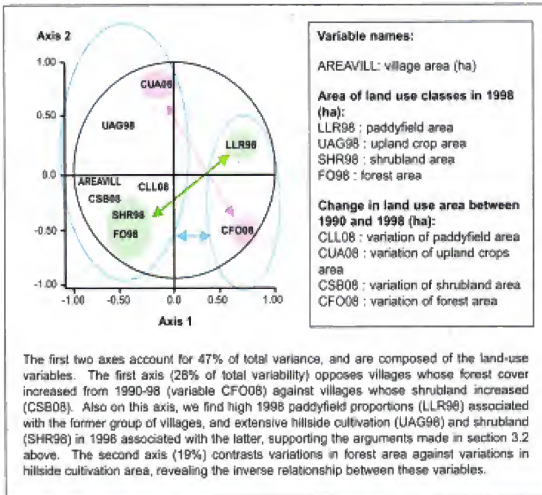 Axis 2
1.00
0.50
0.0
-0.50
-1.00
CUA08
UAG98
LLR98
AREAVILL
CLL08
CSB08
SHR98
FO98
CFO08
-1.00 -0.50 0.0 0.50 1.00
Axis 1
Variable names:
AREAVILL: village area (ha)
Area of land use classes in 1998
(ha):
LLR98 : paddyfield area
UAG98 : upland crop area
SHR98 : shrubland area
FO98 : forest area
Change in land use area between
1990 and 1998 (ha):
CLL08 : variation of paddyfield area
CUA08 : variation of upland crops
area
CSB08 : variation of shrubland area
CFO08 : variation of forest area
The first two axes account for 47% of total variance, and are composed of the land-use
variables. The first axis (28% of total variability) opposes villages whose forest cover
increased from 1990-98 (variable CFO08) against villages whose shrubland increased
(CSB08). Also on this axis, we find high 1998 paddyfield proportions (LLR98) associated
with the former group of villages, and extensive hillside cultivation (UAG98) and shrubland
(SHR98) in 1998 associated with the latter, supporting the arguments made in section 3.2
above. The second axis (19%) contrasts variations in forest area against variations in
hillside cultivation area, revealing the inverse relationship between these variables.